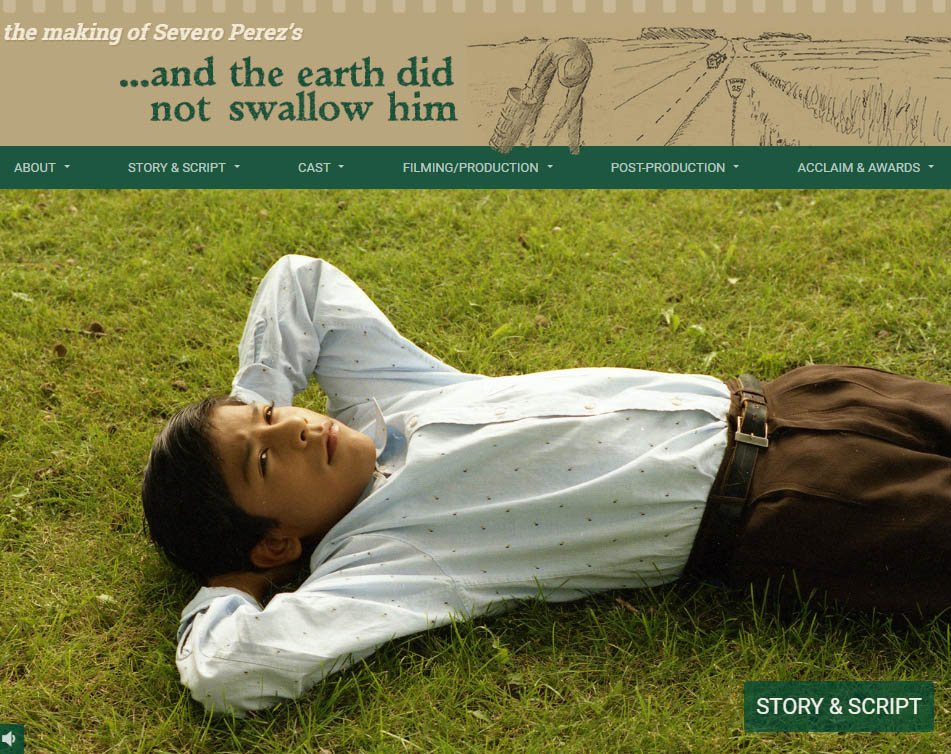 the making of Severo Perez's
...and the earth did
not swallow him
ABOUT
STORY & SCRIPT
CAST
FILMING/PRODUCTION
POST-PRODUCTION
ACCLAIM & AWARDS
STORY & SCRIPT